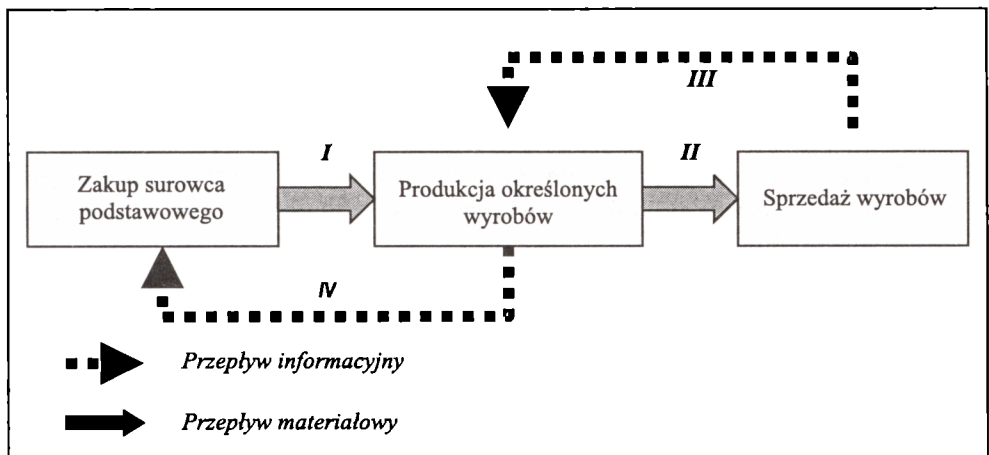 III
I
II
Zakup surowca
podstawowego
Produkcja określonych
wyrobów
Sprzedaż wyrobów
IV
Przepływ informacyjny
Przepływ materiałowy